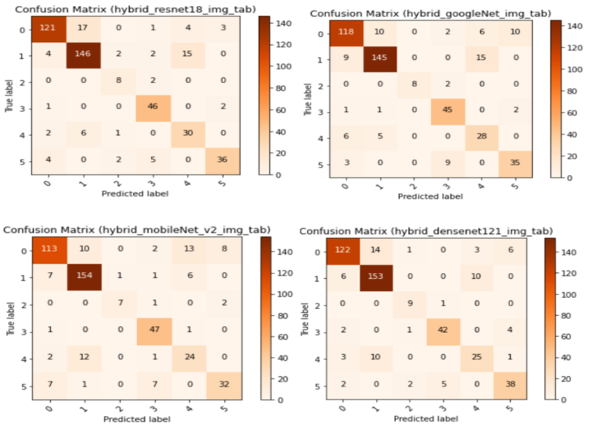 Confusion Matrix (hybrid_resnet18_img_tab)
True label
0 121 17 0 1 4 3
1 4 146 2 2 15 0
2 0 0 8 2 0 0
3 1 0 0 46 0 2
4 2 6 1 0 30 0
5 4 0 2 5 0 36
0 1 2 3 4 5
Predicted label
140
120
100
80
60
40
20
0
Confusion Matrix (hybrid_googleNet_img_tab)
True label
0 118 10 0 2 6 10
1 9 145 0 0 15 0
2 0 0 8 2 0 0
3 1 1 0 45 0 2
4 6 5 0 0 28 0
5 3 0 0 9 0 35
0 1 2 3 4 5
Predicted label
140
120
100
80
60
40
20
0
Confusion Matrix (hybrid_mobileNet_v2_img_tab)
True label
0 113 10 0 2 13 8
1 7 154 1 1 6 0
2 0 0 7 1 0 2
3 1 0 0 47 1 0
4 2 12 0 1 24 0
5 7 1 0 7 0 32
0 1 2 3 4 5
Predicted label
140
120
100
80
60
40
20
0
Confusion Matrix (hybrid_densenet121_img_tab)
True label
0 122 14 1 0 3 6
1 6 153 0 0 10 0
2 0 0 9 1 0 0
3 2 0 1 42 0 4
4 3 10 0 0 25 1
5 2 0 2 5 0 38
0 1 2 3 4 5
Predicted label
140
120
100
80
60
40
20
0